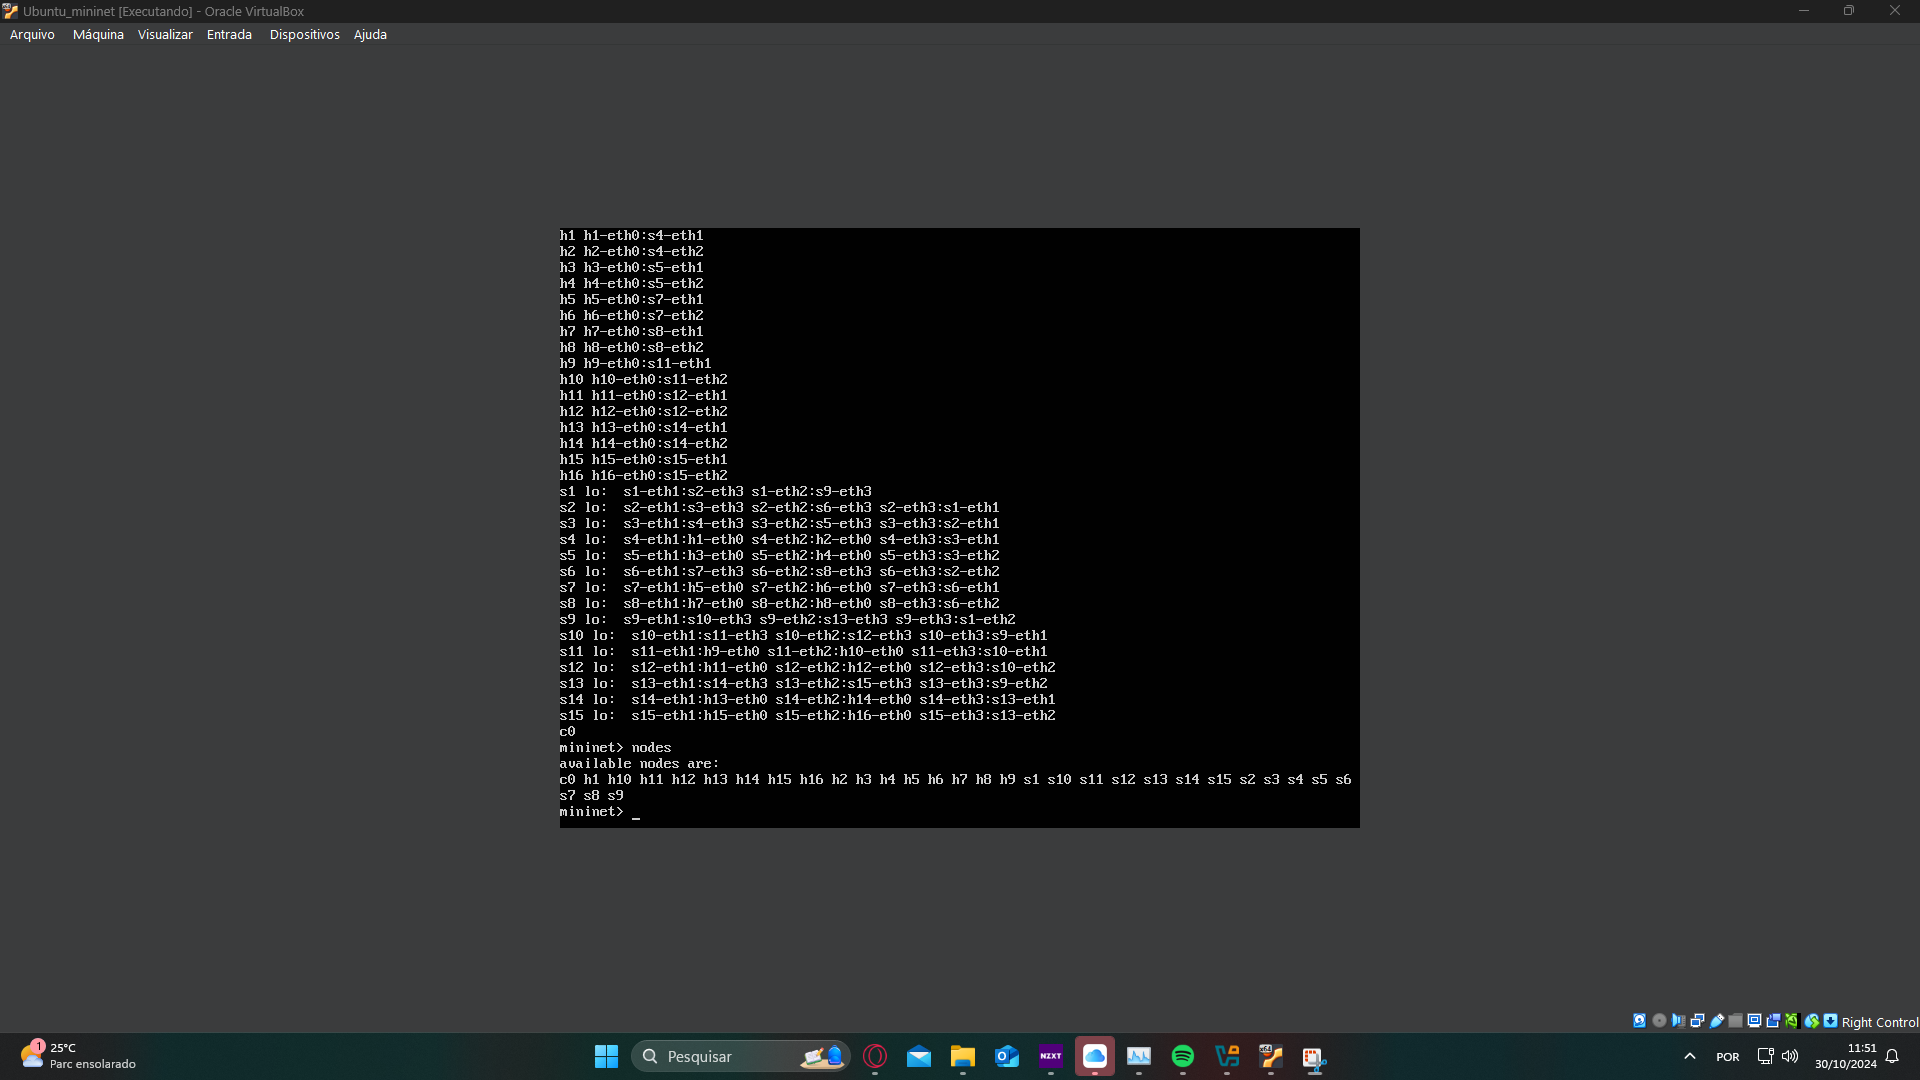 Ubuntu_mininet [Executando] - Oracle VirtualBox
Arquivo Máquina Visualizar Entrada Dispositivos Ajuda
h1 h1-eth0:s4-eth1
h2 h2-eth0:s4-eth2
h3 h3-eth0:s5-eth1
h4 h4-eth0:s5-eth2
h5 h5-eth0:s7-eth1
h6 h6-eth0:s7-eth2
h7 h7-eth0:s8-eth1
h8 h8-eth0:s8-eth2
h9 h9-eth0:s11-eth1
h10 h10-eth0:s11-eth2
h11 h11-eth0:s12-eth1
h12 h12-eth0:s12-eth2
h13 h13-eth0:s14-eth1
h14 h14-eth0:s14-eth2
h15 h15-eth0:s15-eth1
h16 h16-eth0:s15-eth2
s1 lo:  s1-eth1:s2-eth3 s1-eth2:s9-eth3
s2 lo:  s2-eth1:s3-eth3 s2-eth2:s6-eth3 s2-eth3:s1-eth1
s3 lo:  s3-eth1:s4-eth3 s3-eth2:s5-eth3 s3-eth3:s2-eth1
s4 lo:  s4-eth1:h1-eth0 s4-eth2:h2-eth0 s4-eth3:s3-eth1
s5 lo:  s5-eth1:h3-eth0 s5-eth2:h4-eth0 s5-eth3:s3-eth2
s6 lo:  s6-eth1:s7-eth3 s6-eth2:s8-eth3 s6-eth3:s2-eth2
s7 lo:  s7-eth1:h5-eth0 s7-eth2:h6-eth0 s7-eth3:s6-eth1
s8 lo:  s8-eth1:h7-eth0 s8-eth2:h8-eth0 s8-eth3:s6-eth2
s9 lo:  s9-eth1:s10-eth3 s9-eth2:s13-eth3 s9-eth3:s1-eth2
s10 lo:  s10-eth1:s11-eth3 s10-eth2:s12-eth3 s10-eth3:s9-eth1
s11 lo:  s11-eth1:h9-eth0 s11-eth2:h10-eth0 s11-eth3:s10-eth1
s12 lo:  s12-eth1:h11-eth0 s12-eth2:h12-eth0 s12-eth3:s10-eth2
s13 lo:  s13-eth1:s14-eth3 s13-eth2:s15-eth3 s13-eth3:s9-eth2
s14 lo:  s14-eth1:h13-eth0 s14-eth2:h14-eth0 s14-eth3:s13-eth1
s15 lo:  s15-eth1:h15-eth0 s15-eth2:h16-eth0 s15-eth3:s13-eth2
c0
mininet> nodes
available nodes are:
c0 h1 h10 h11 h12 h13 h14 h15 h16 h2 h3 h4 h5 h6 h7 h8 h9 s1 s10 s11 s12 s13 s14 s15 s2 s3 s4 s5 s6
s7 s8 s9
mininet> _
Right Control
1
25°C
Parc ensolarado
Pesquisar
NZXT
x64
POR
11:51
30/10/2024